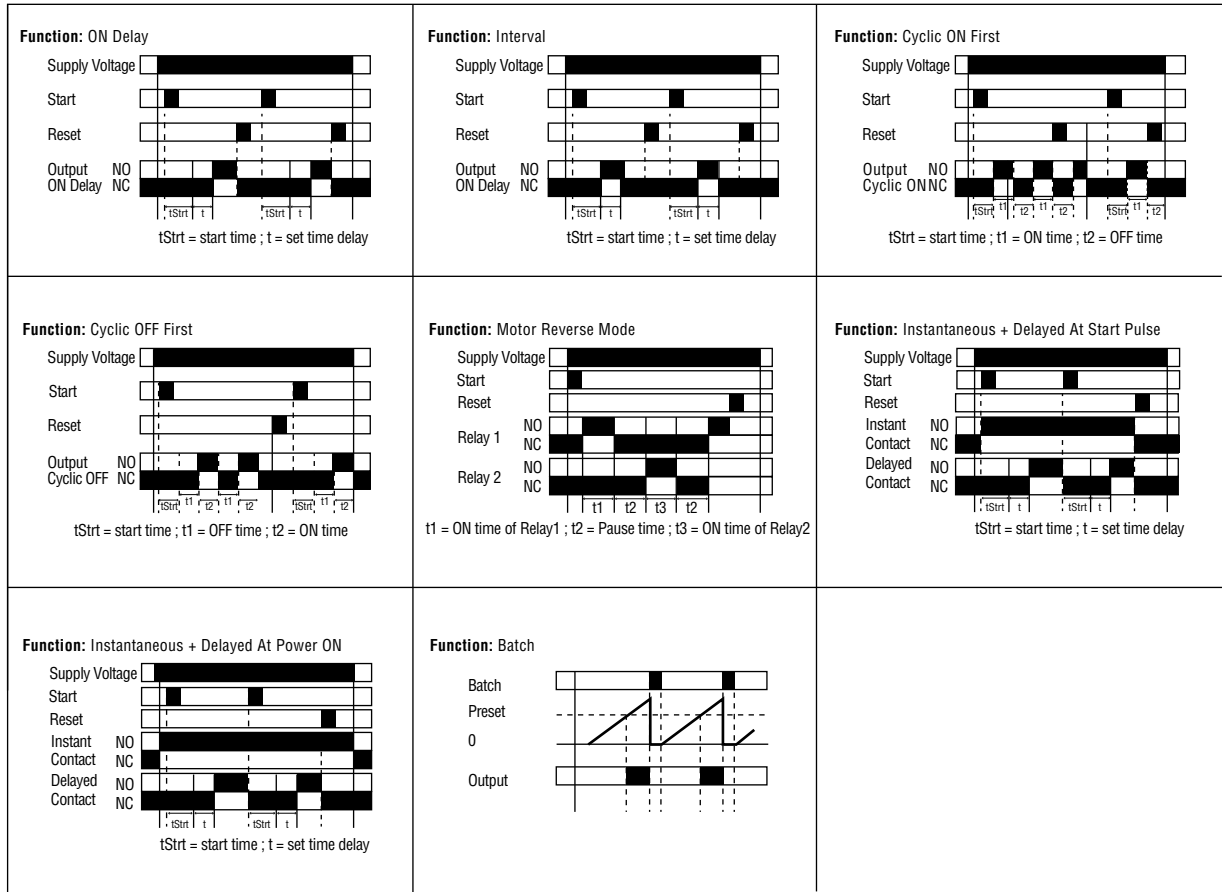 Function: ON Delay
Supply Voltage
Start
Reset
Output NO
ON Delay NC
tStrt t tStrt t
tStrt = start time ; t = set time delay
Function: Interval
Supply Voltage
Start
Reset
Output NO
ON Delay NC
tStrt t tStrt t
tStrt = start time ; t = set time delay
Function: Cyclic ON First
Supply Voltage
Start
Reset
Output NO
Cyclic ON NC
tStrt t1 t2 t1 t2 tStrt t1 t2
tStrt = start time ; t1 = ON time ; t2 = OFF time
Function: Cyclic OFF First
Supply Voltage
Start
Reset
Output NO
Cyclic OFF NC
tStrt t1 t2 t1 t2 tStrt t1 t2
tStrt = start time ; t1 = OFF time ; t2 = ON time
Function: Motor Reverse Mode
Supply Voltage
Start
Reset
NO
Relay 1
NC
NO
Relay 2
NC
t1 t2 t3 t2
t1 = ON time of Relay1 ; t2 = Pause time ; t3 = ON time of Relay2
Function: Instantaneous + Delayed At Start Pulse
Supply Voltage
Start
Reset
Instant NO
Contact NC
Delayed NO
Contact NC
tStrt t tStrt t
tStrt = start time ; t = set time delay
Function: Instantaneous + Delayed At Power ON
Supply Voltage
Start
Reset
Instant NO
Contact NC
Delayed NO
Contact NC
tStrt t tStrt t
tStrt = start time ; t = set time delay
Function: Batch
Batch
Preset
0
Output